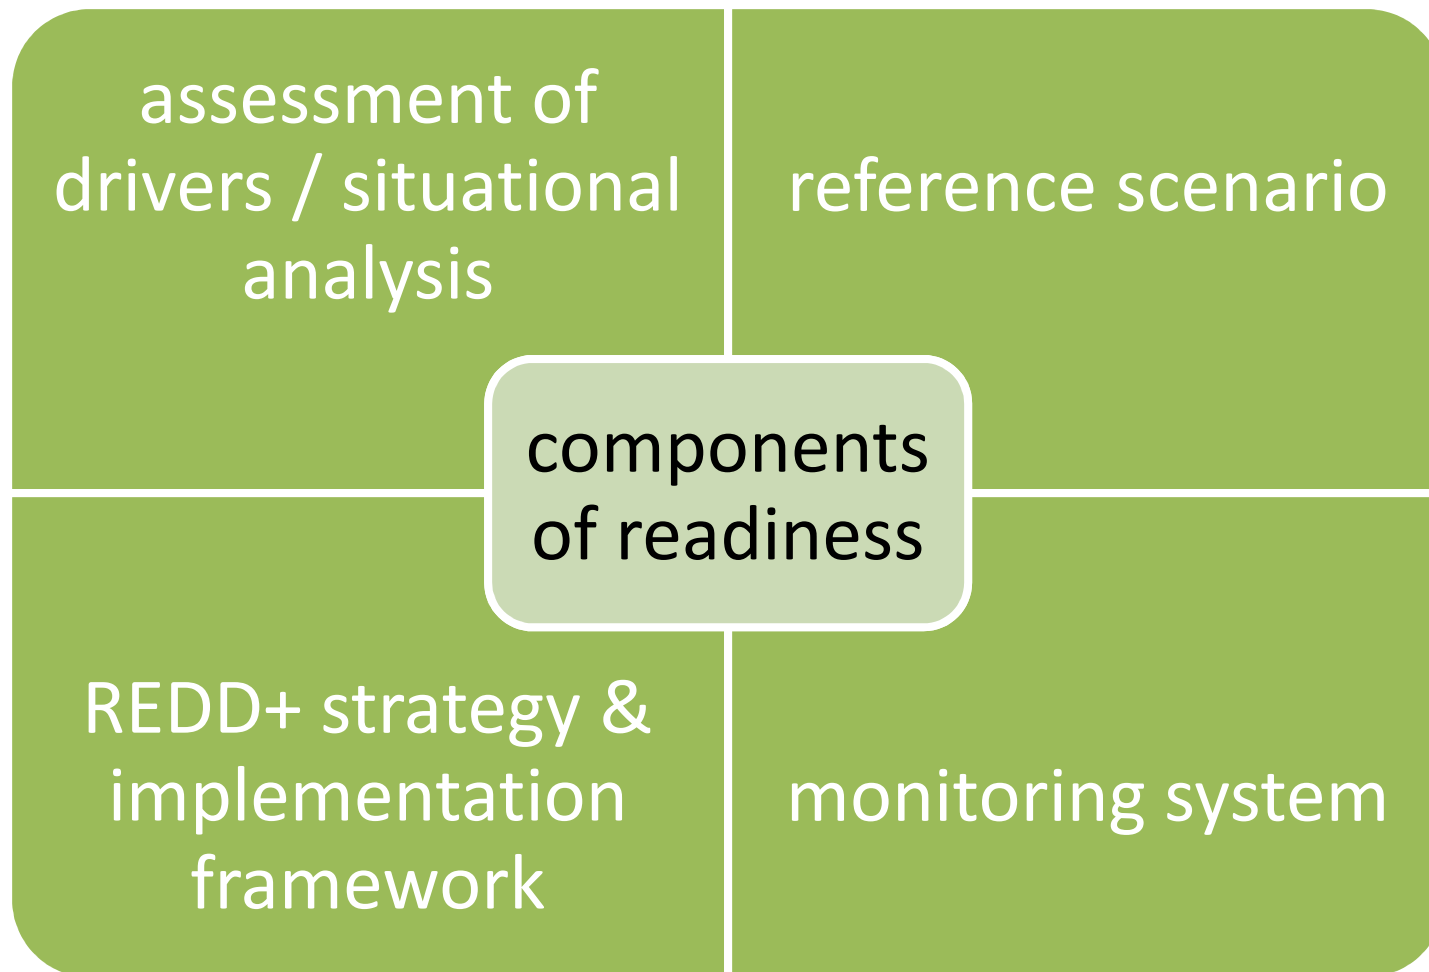 assessment of
drivers / situational
analysis
reference scenario
components
of readiness
REDD+ strategy &
implementation
framework
monitoring system